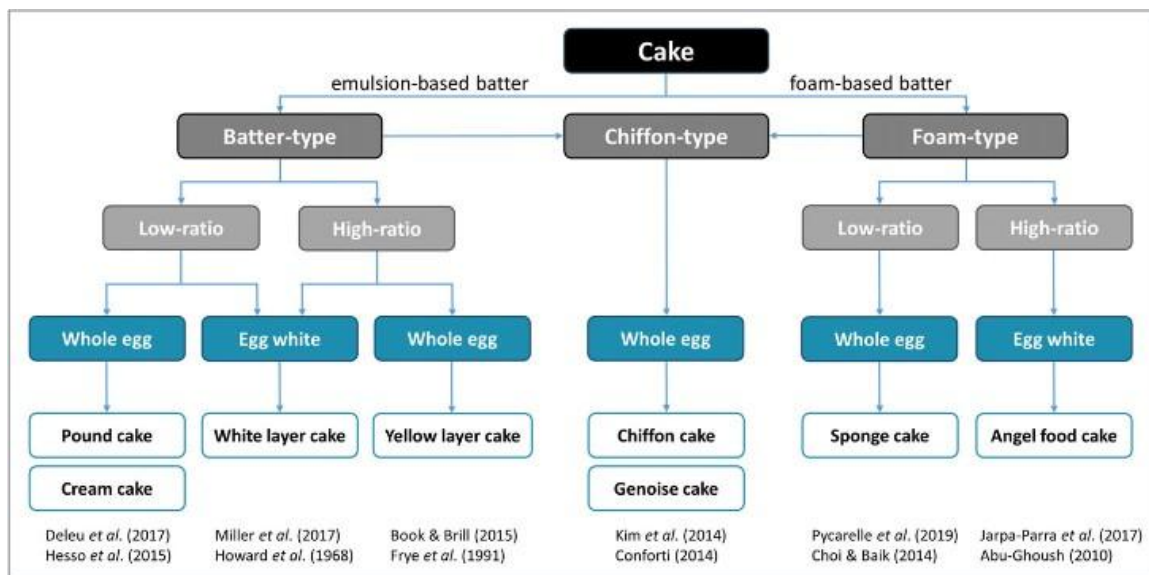 Cake
emulsion-based batter
foam-based batter
Batter-type
Chiffon-type
Foam-type
Low-ratio
High-ratio
Low-ratio
High-ratio
Whole egg
Egg white
Whole egg
Whole egg
Whole egg
Egg white
Pound cake
White layer cake
Yellow layer cake
Chiffon cake
Sponge cake
Angel food cake
Cream cake
Genoise cake
Deleu et al. (2017)
Miller et al. (2017)
Book & Brill (2015)
Kim et al. (2014)
Pycarelle et al. (2019)
Jarpa-Parra et al. (2017)
Hesso et al. (2015)
Howard et al. (1968)
Frye et al. (1991)
Conforti (2014)
Choi & Baik (2014)
Abu-Ghoush (2010)